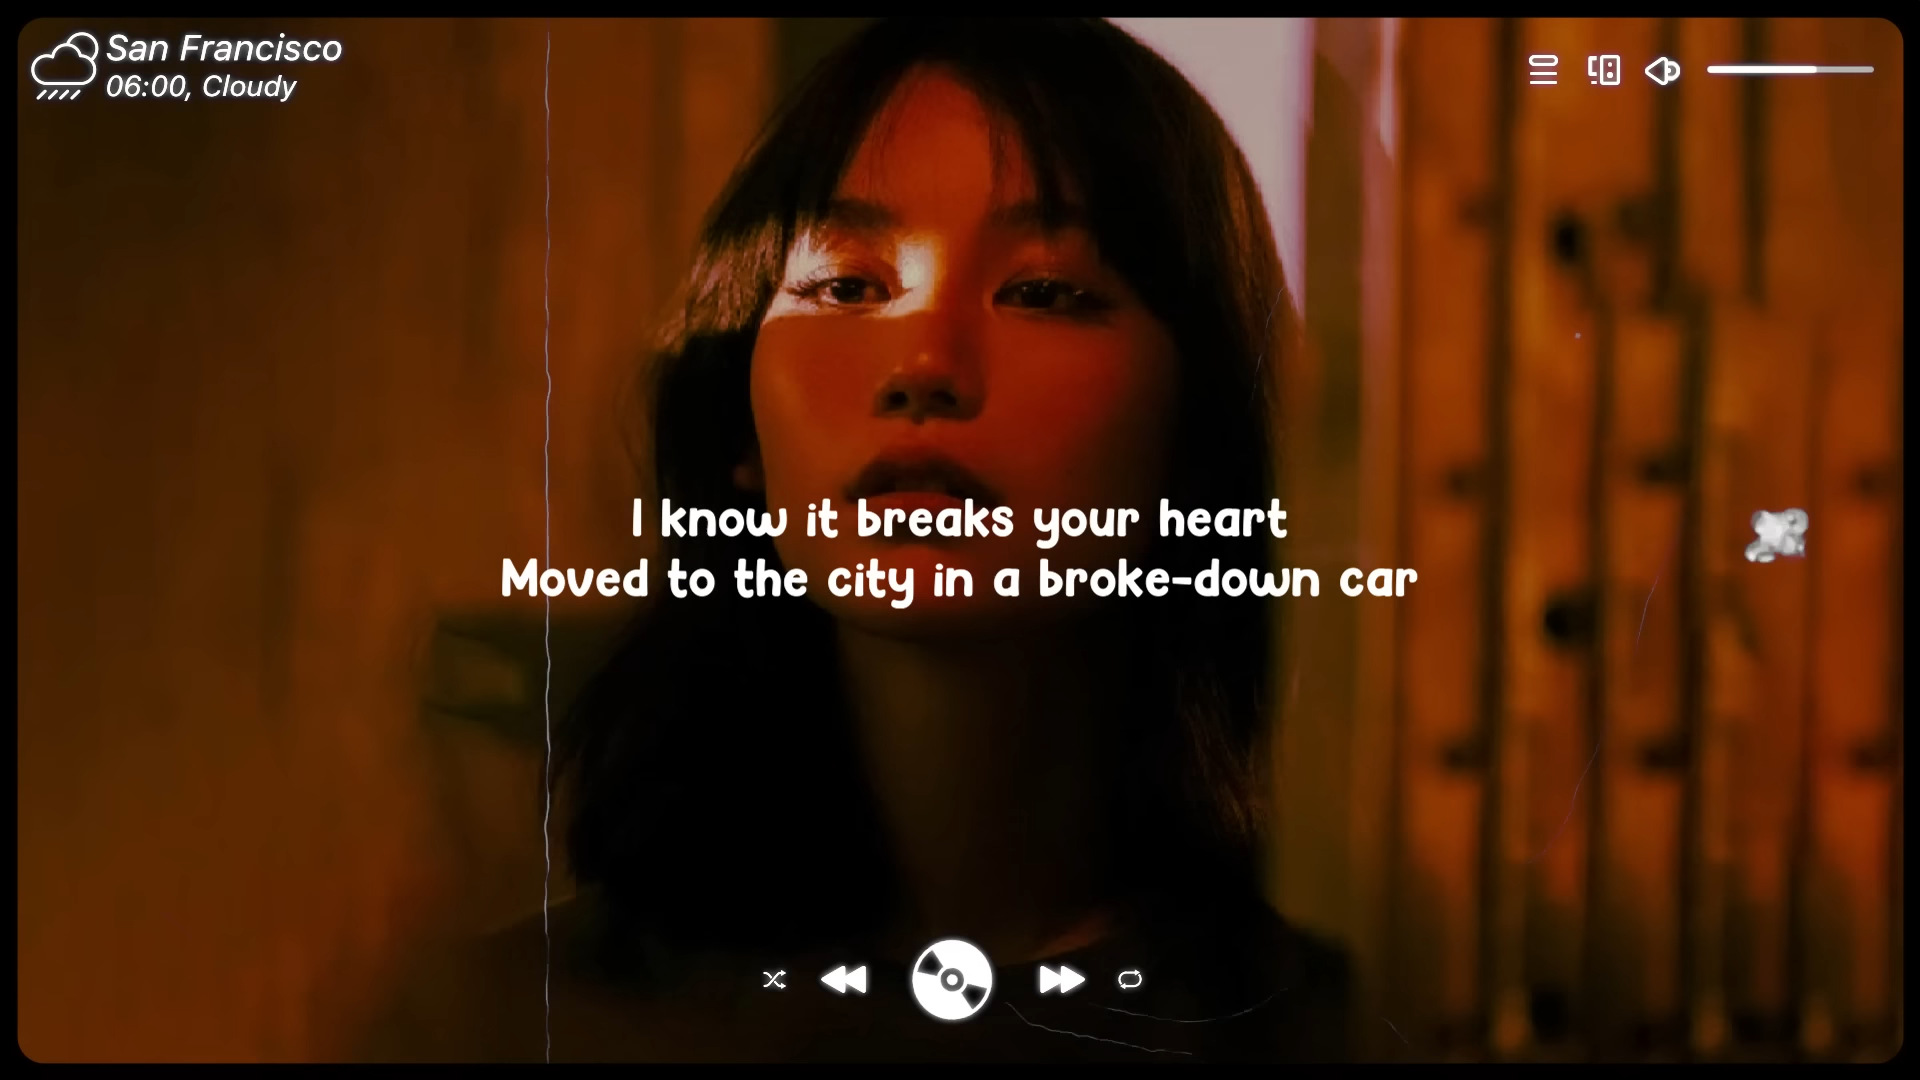 San Francisco
06:00, Cloudy
I know it breaks your heart
Moved to the city in a broke-down car